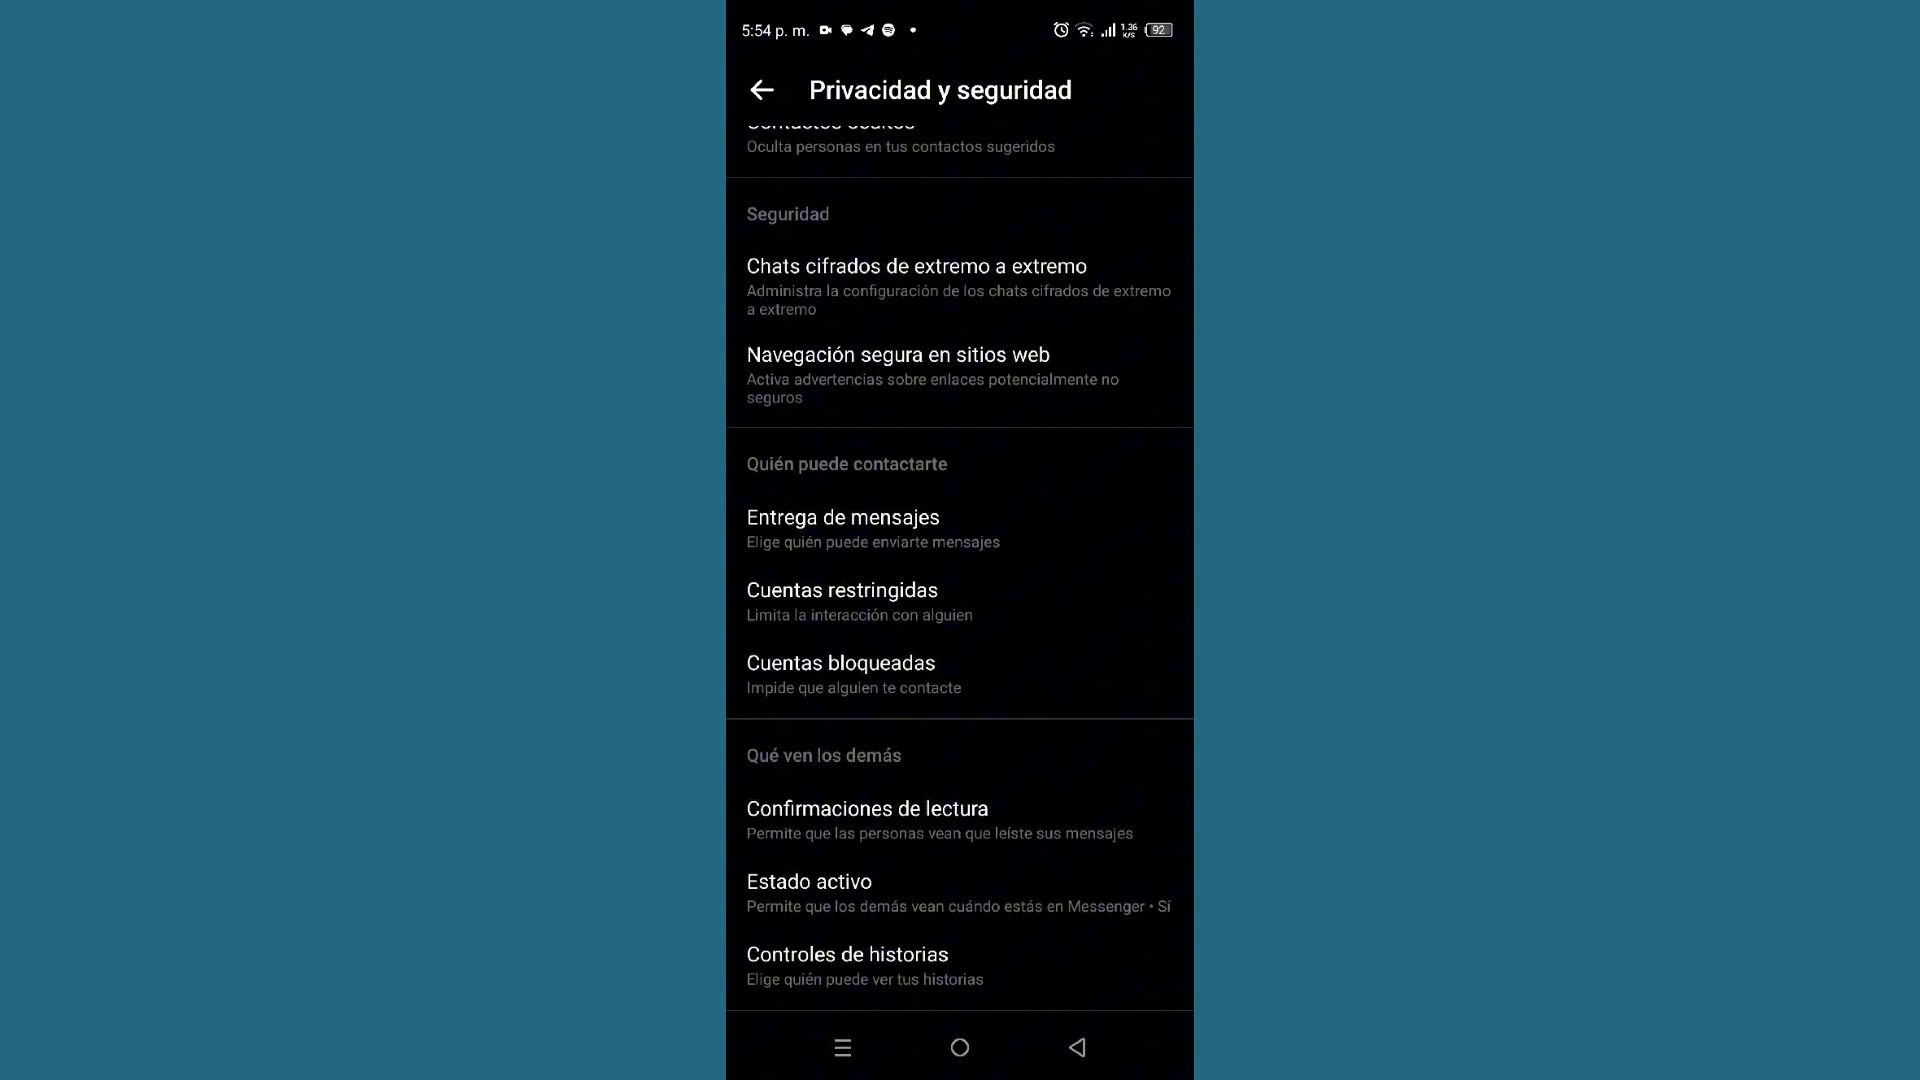 5:54 p. m.
1.26
K/S
92
Privacidad y seguridad
Contactos ocultos
Oculta personas en tus contactos sugeridos
Seguridad
Chats cifrados de extremo a extremo
Administra la configuración de los chats cifrados de extremo
a extremo
Navegación segura en sitios web
Activa advertencias sobre enlaces potencialmente no
seguros
Quién puede contactarte
Entrega de mensajes
Elige quién puede enviarte mensajes
Cuentas restringidas
Limita la interacción con alguien
Cuentas bloqueadas
Impide que alguien te contacte
Qué ven los demás
Confirmaciones de lectura
Permite que las personas vean que leíste sus mensajes
Estado activo
Permite que los demás vean cuándo estás en Messenger • Sí
Controles de historias
Elige quién puede ver tus historias